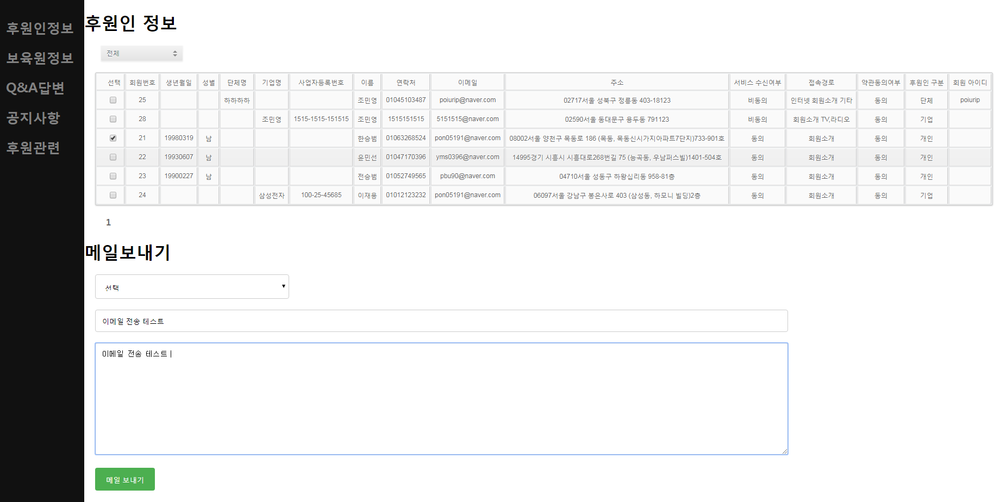 후원인정보
보육원정보
Q&A답변
공지사항
후원관련
후원인 정보
전체
선택 회원번호 생년월일 성별 단체명 기업명 사업자등록번호 이름 연락처 이메일 주소 서비스 수신여부 접속경로 약관동의여부 후원인 구분 회원 아이디
25 하하하하 조민영 01045103487 poiurip@naver.com 02717서울 성북구 정릉동 403-18123 비동의 인터넷 회원소개 기타 동의 단체 poiurip
28 조민영 1515-1515-151515 조민영 1515151515 5151515@naver.com 02590서울 동대문구 용두동 791123 비동의 회원소개 TV,라디오 동의 기업
21 19980319 남 한승범 01063268524 pon05191@naver.com 08002서울 양천구 목동로 186 (목동, 목동신시가지아파트7단지)733-901호 동의 회원소개 동의 개인
22 19930607 남 윤민선 01047170396 yms0396@naver.com 14995경기 시흥시 시흥대로268번길 75 (능곡동, 우남퍼스빌)1401-504호 동의 회원소개 동의 개인
23 19900227 남 전승범 01052749565 pbu90@naver.com 04710서울 성동구 하왕십리동 958-81층 동의 회원소개 동의 개인
24 삼성전자 100-25-45685 이재용 01012123232 pon05191@naver.com 06097서울 강남구 봉은사로 403 (삼성동, 하모니 빌딩)2층 동의 회원소개 동의 기업
1
메일보내기
선택
이메일 전송 테스트
이메일 전송 테스트
메일 보내기